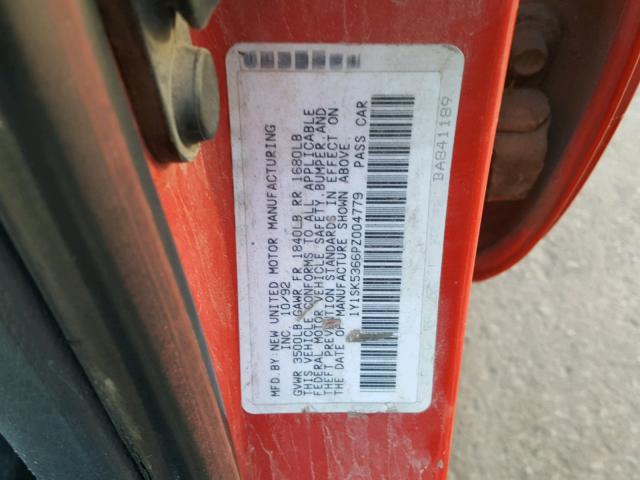 MFD.BY:NEW UNITED MOTOR MANUFACTURING
INC. 10/92
GVWR 3500LB GAWR FR 1840LB RR 1680LB
THIS VEHICLE CONFORMS TO ALL APPLICABLE
FEDERAL MOTOR VEHICLE SAFETY BUMPER, AND
THEFT PREVENTION STANDARDS IN EFFECT ON
THE DATE OF MANUFACTURE SHOWN ABOVE.
1Y1SK5366PZ004779 PASS CAR
BA841189